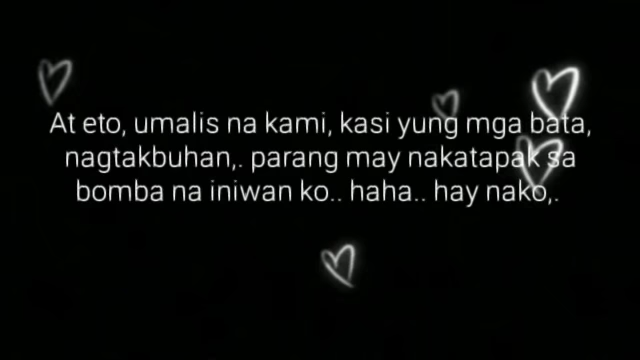 At eto, umalis na kami, kasi yung mga bata,
nagtakbuhan,. parang may nakatapak sa
bomba na iniwan ko.. haha.. hay nako,.